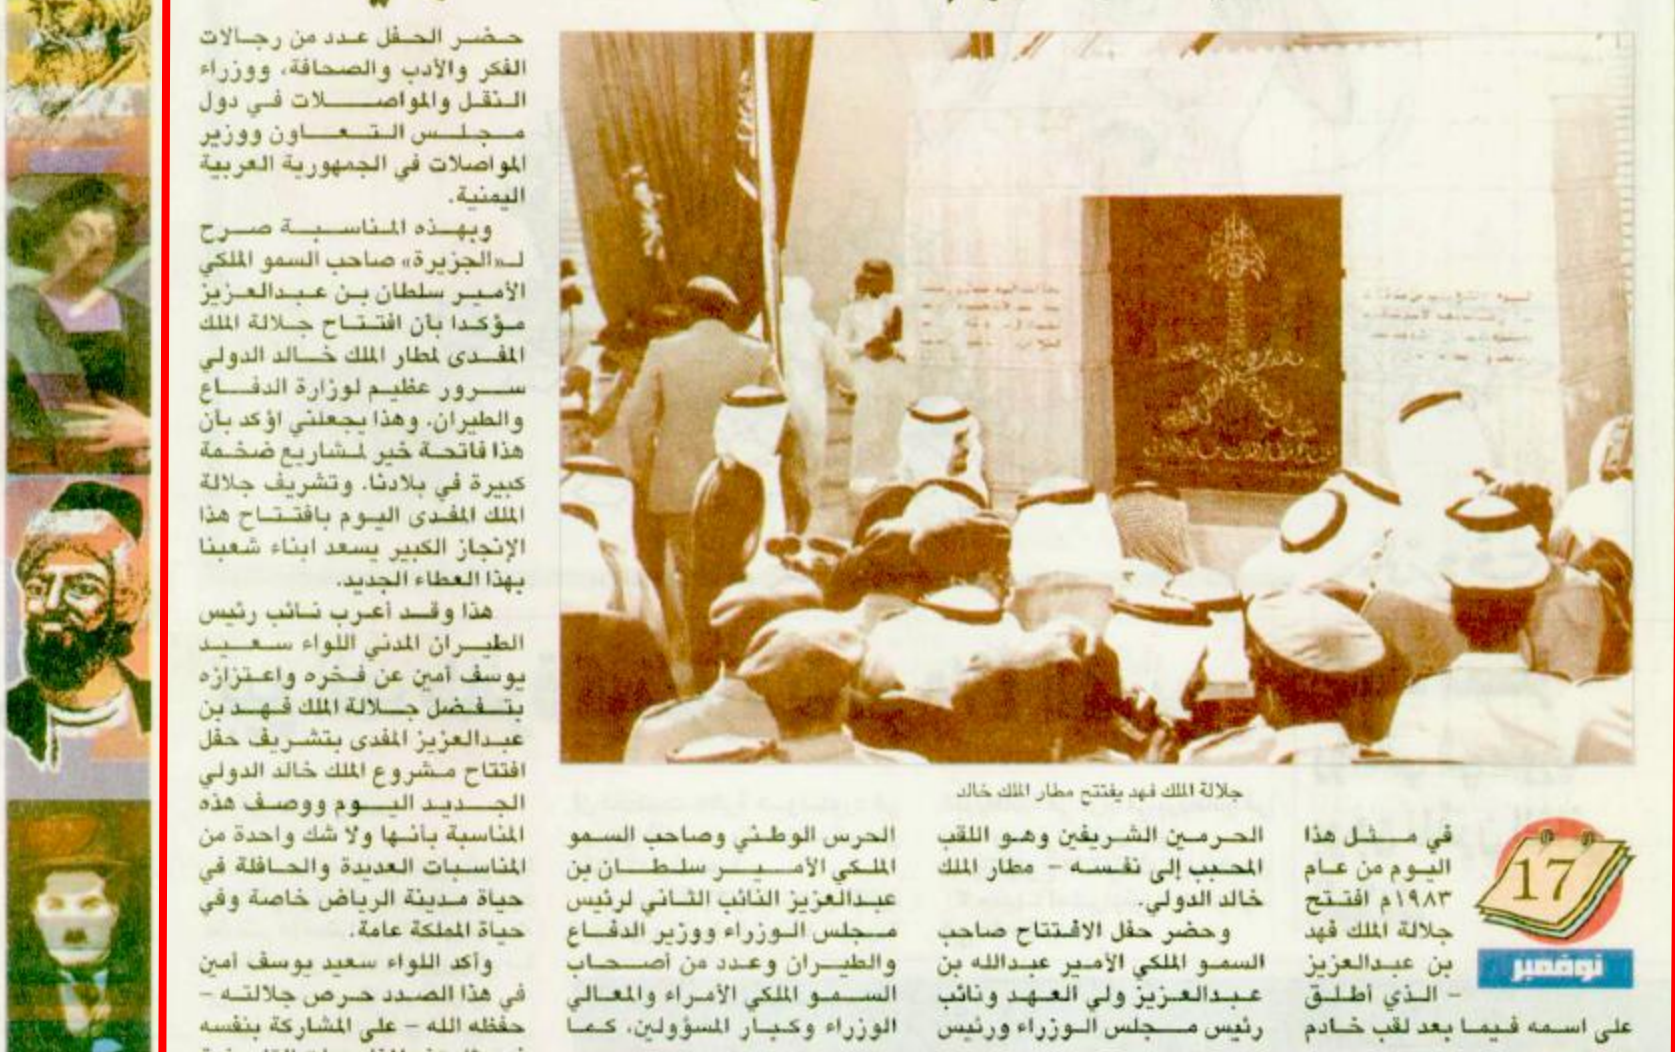 جلالة الملك فهد يفتتح مطار الملك خالد
17
نوفمبر
في مثل هذا
اليوم من عام
١٩٨٣م افتتح
جلالة الملك فهد
بن عبدالعزيز
- الذي أطلق
على اسمه فيما بعد لقب خادم
الحرمين الشريفين وهو اللقب
المحبب إلى نفسه - مطار الملك
خالد الدولي.
وحضر حفل الافتتاح صاحب
السمو الملكي الأمير عبدالله بن
عبدالعزيز ولي العهد ونائب
رئيس مجلس الوزراء ورئيس
الحرس الوطني وصاحب السمو
الملكي الأمير سلطان بن
عبدالعزيز النائب الثاني لرئيس
مجلس الوزراء ووزير الدفاع
والطيران وعدد من أصحاب
السمو الملكي الأمراء والمعالي
الوزراء وكبار المسؤولين، كما
حضر الحفل عدد من رجالات
الفكر والأدب والصحافة، ووزراء
النقل والمواصلات في دول
مجلس التعاون ووزير
المواصلات في الجمهورية العربية
اليمنية.
وبهذه المناسبة صرح
لـ«الجزيرة» صاحب السمو الملكي
الأمير سلطان بن عبدالعزيز
مؤكدا بأن افتتاح جلالة الملك
المفدى لمطار الملك خالد الدولي
سرور عظيم لوزارة الدفاع
والطيران. وهذا يجعلني اؤكد بأن
هذا فاتحة خير لمشاريع ضخمة
كبيرة في بلادنا. وتشريف جلالة
الملك المفدى اليوم بافتتاح هذا
الإنجاز الكبير يسعد ابناء شعبنا
بهذا العطاء الجديد.
هذا وقد أعرب نائب رئيس
الطيران المدني اللواء سعيد
يوسف أمين عن فخره واعتزازه
بتفضل جلالة الملك فهد بن
عبدالعزيز المفدى بتشريف حفل
افتتاح مشروع الملك خالد الدولي
الجديد اليوم ووصف هذه
المناسبة بأنها ولا شك واحدة من
المناسبات العديدة والحافلة في
حياة مدينة الرياض خاصة وفي
حياة المملكة عامة.
وأكد اللواء سعيد يوسف أمين
في هذا الصدد حرص جلالته -
حفظه الله - على المشاركة بنفسه